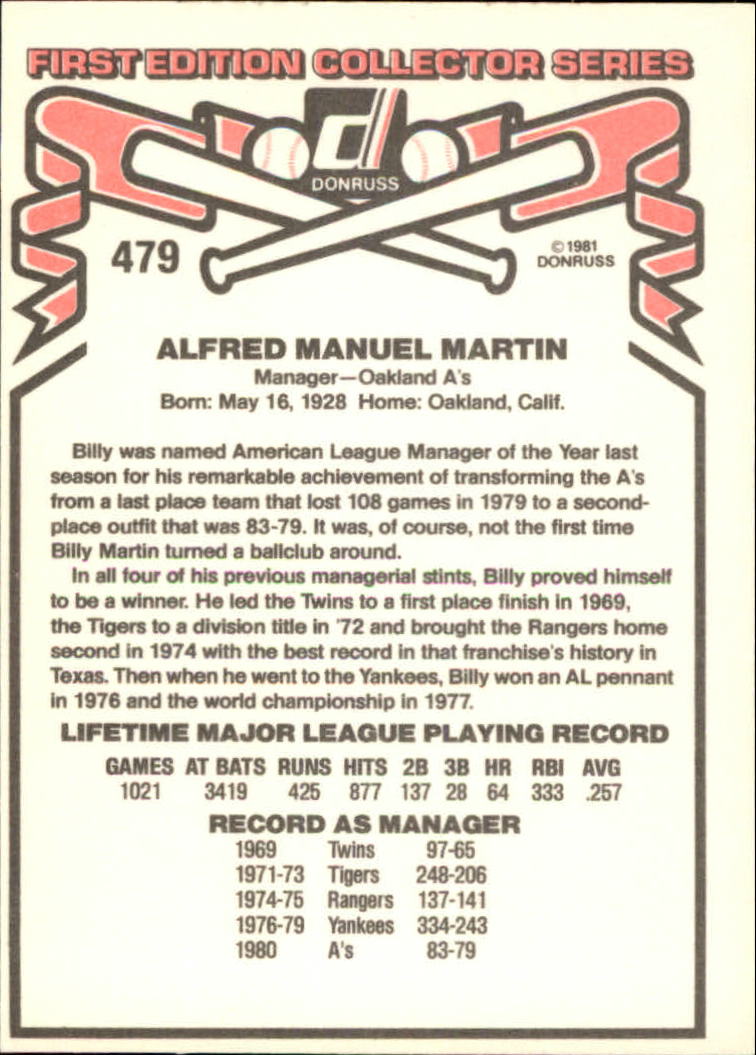 FIRST EDITION COLLECTOR SERIES
d
DONRUSS
479
© 1981
DONRUSS
ALFRED MANUEL MARTIN
Manager—Oakland A's
Born: May 16, 1928 Home: Oakland, Calif.
Billy was named American League Manager of the Year last
season for his remarkable achievement of transforming the A's
from a last place team that lost 108 games in 1979 to a second-
place outfit that was 83-79. It was, of course, not the first time
Billy Martin turned a ballclub around.
In all four of his previous managerial stints, Billy proved himself
to be a winner. He led the Twins to a first place finish in 1969,
the Tigers to a division title in '72 and brought the Rangers home
second in 1974 with the best record in that franchise's history in
Texas. Then when he went to the Yankees, Billy won an AL pennant
in 1976 and the world championship in 1977.
LIFETIME MAJOR LEAGUE PLAYING RECORD
GAMES AT BATS RUNS HITS 2B 3B HR RBI AVG
1021 3419 425 877 137 28 64 333 .257
RECORD AS MANAGER
1969 Twins 97-65
1971-73 Tigers 248-206
1974-75 Rangers 137-141
1976-79 Yankees 334-243
1980 A's 83-79